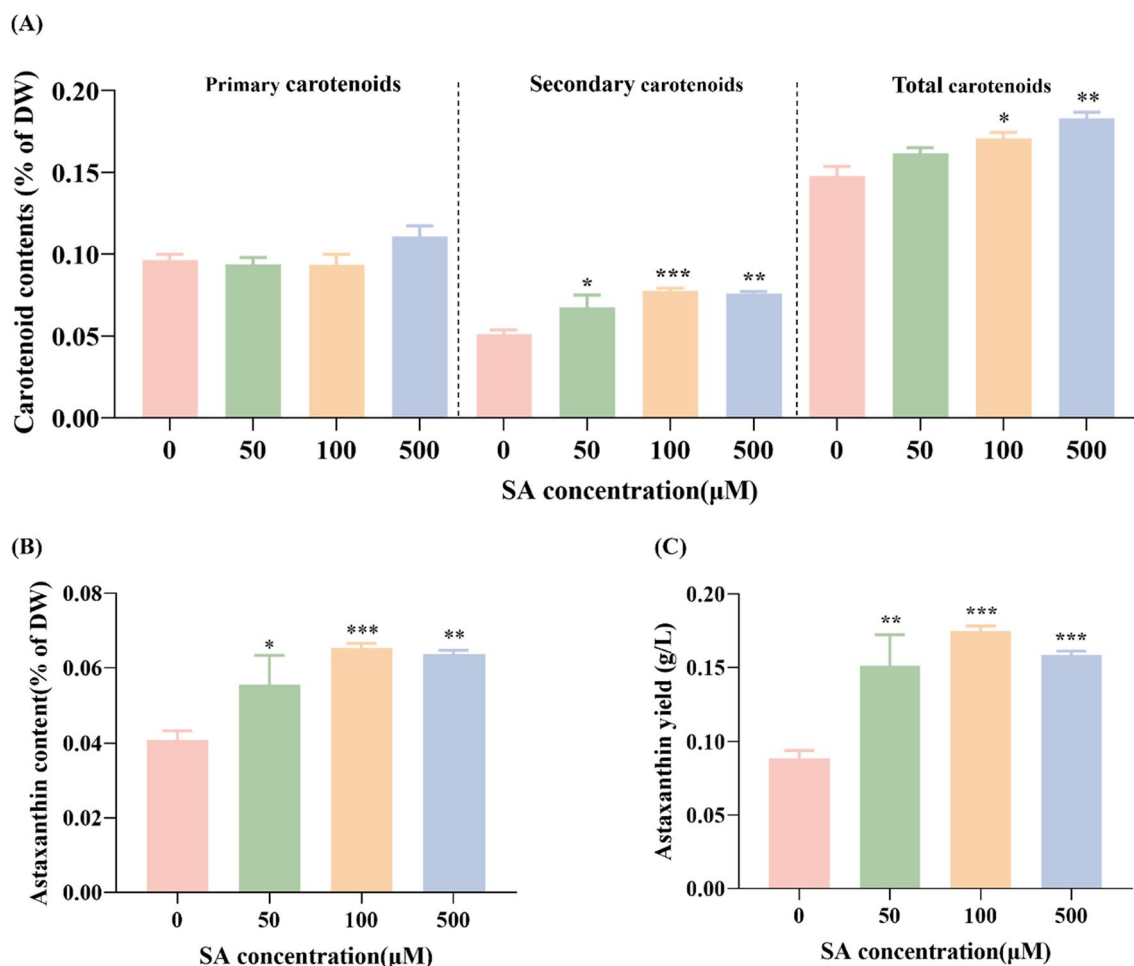 (A)
Primary carotenoids Secondary carotenoids Total carotenoids
Carotenoid contents (% of DW)
0.20
0.15
0.10
0.05
0.00
* *** ** * **
0 50 100 500 0 50 100 500 0 50 100 500
SA concentration(μM)
(B)
Astaxanthin content(% of DW)
0.08
0.06
0.04
0.02
0.00
* *** **
0 50 100 500
SA concentration(μM)
(C)
Astaxanthin yield (g/L)
0.20
0.15
0.10
0.05
0.00
** *** ***
0 50 100 500
SA concentration(μM)